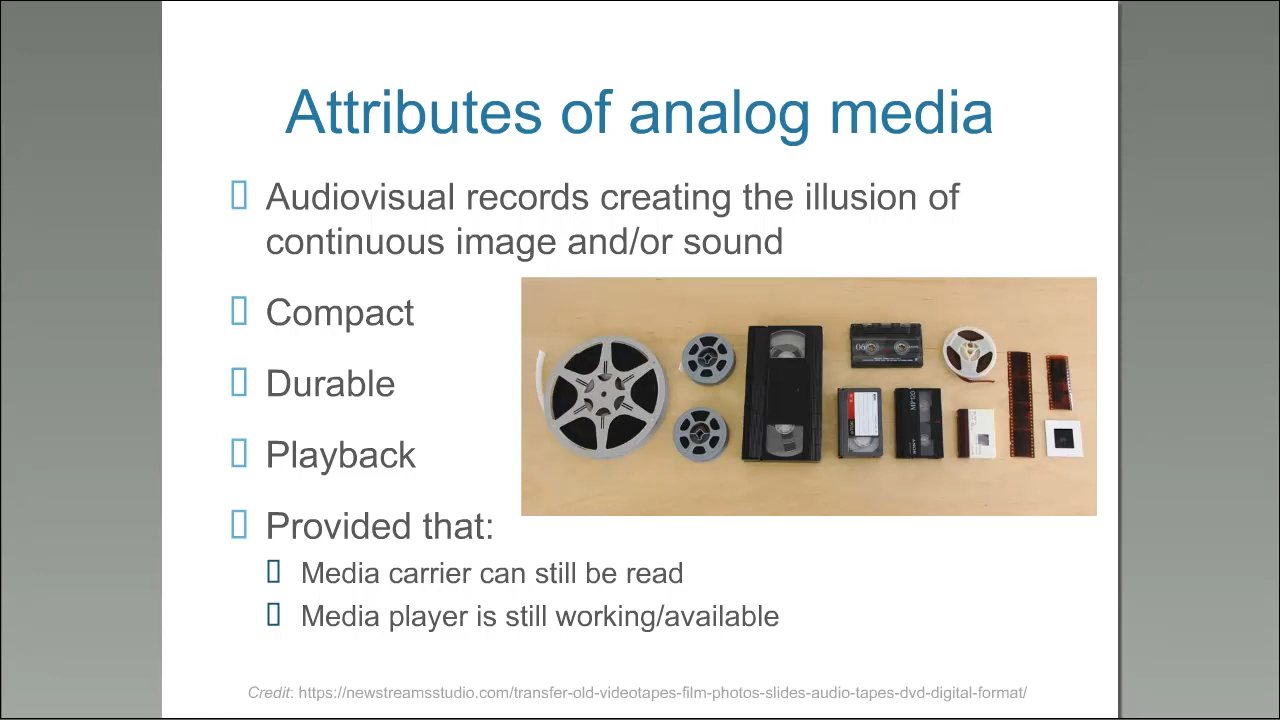 Attributes of analog media
Audiovisual records creating the illusion of
continuous image and/or sound
Compact
Durable
Playback
Provided that:
Media carrier can still be read
Media player is still working/available
Credit: https://newstreamsstudio.com/transfer-old-videotapes-film-photos-slides-audio-tapes-dvd-digital-format/